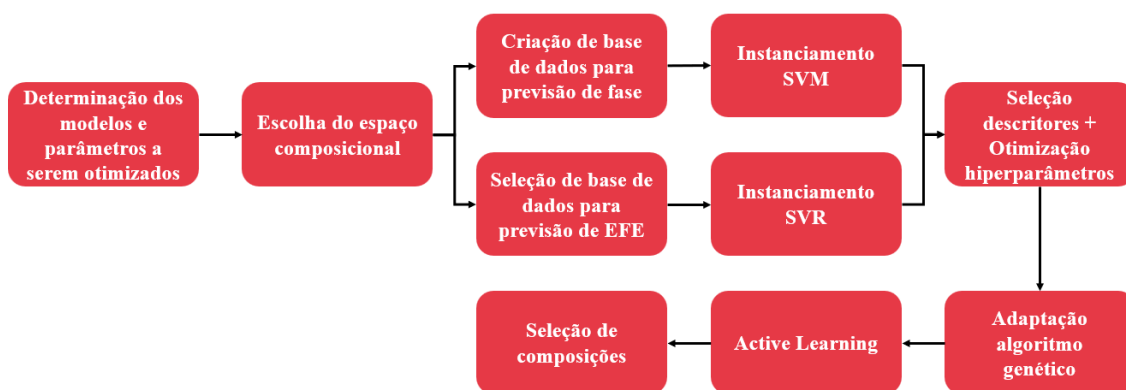 Determinação dos
modelos e
parâmetros a
serem otimizados
Escolha do espaço
composicional
Criação de base
de dados para
previsão de fase
Instanciamento
SVM
Seleção de base de
dados para
previsão de EFE
Instanciamento
SVR
Seleção
descritores +
Otimização
hiperparâmetros
Adaptação
algoritmo
genético
Active Learning
Seleção de
composições